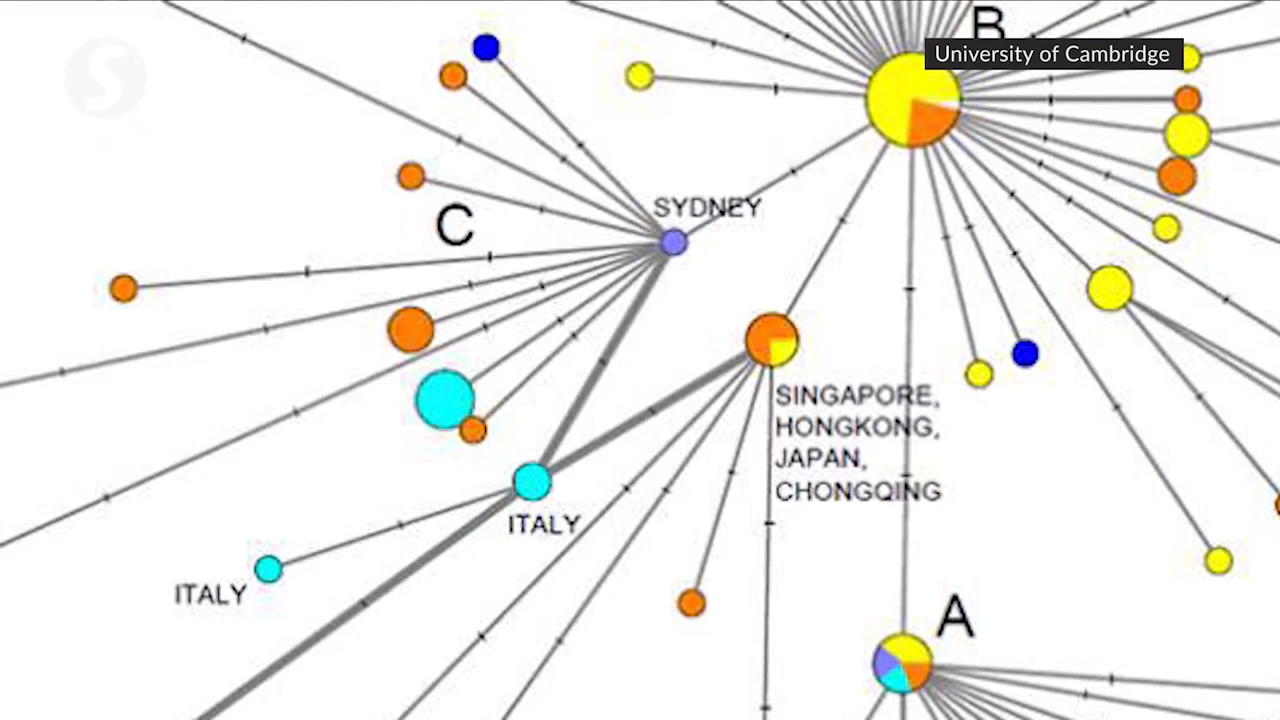 B
University of Cambridge
S
SYDNEY
C
SINGAPORE,
HONGKONG,
JAPAN,
CHONGQING
ITALY
ITALY
A